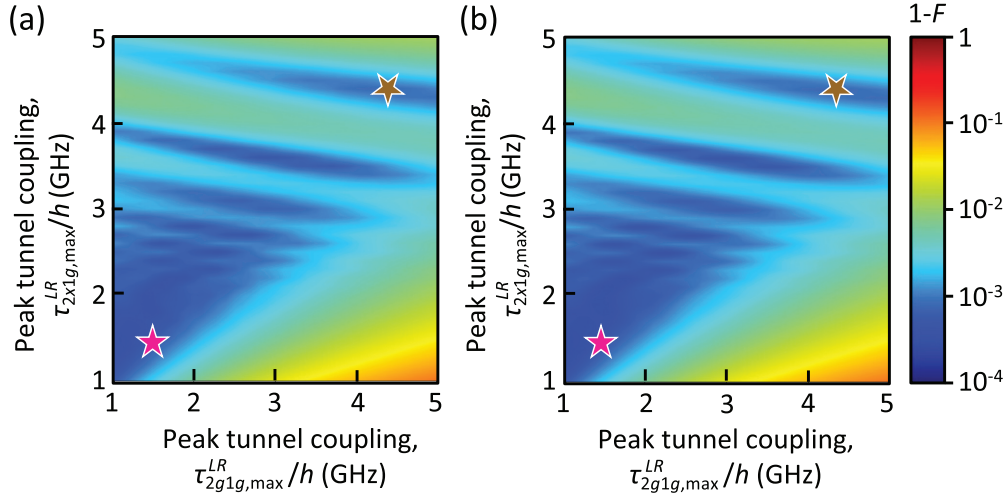 (a)
5
4
3
2
1
Peak tunnel coupling,
τ^{LR}_{2x1g,max}/h (GHz)
1 2 3 4 5
Peak tunnel coupling,
τ^{LR}_{2g1g,max}/h (GHz)
(b)
5
4
3
2
1
Peak tunnel coupling,
τ^{LR}_{2x1g,max}/h (GHz)
1 2 3 4 5
Peak tunnel coupling,
τ^{LR}_{2g1g,max}/h (GHz)
1-F
1
10^{-1}
10^{-2}
10^{-3}
10^{-4}